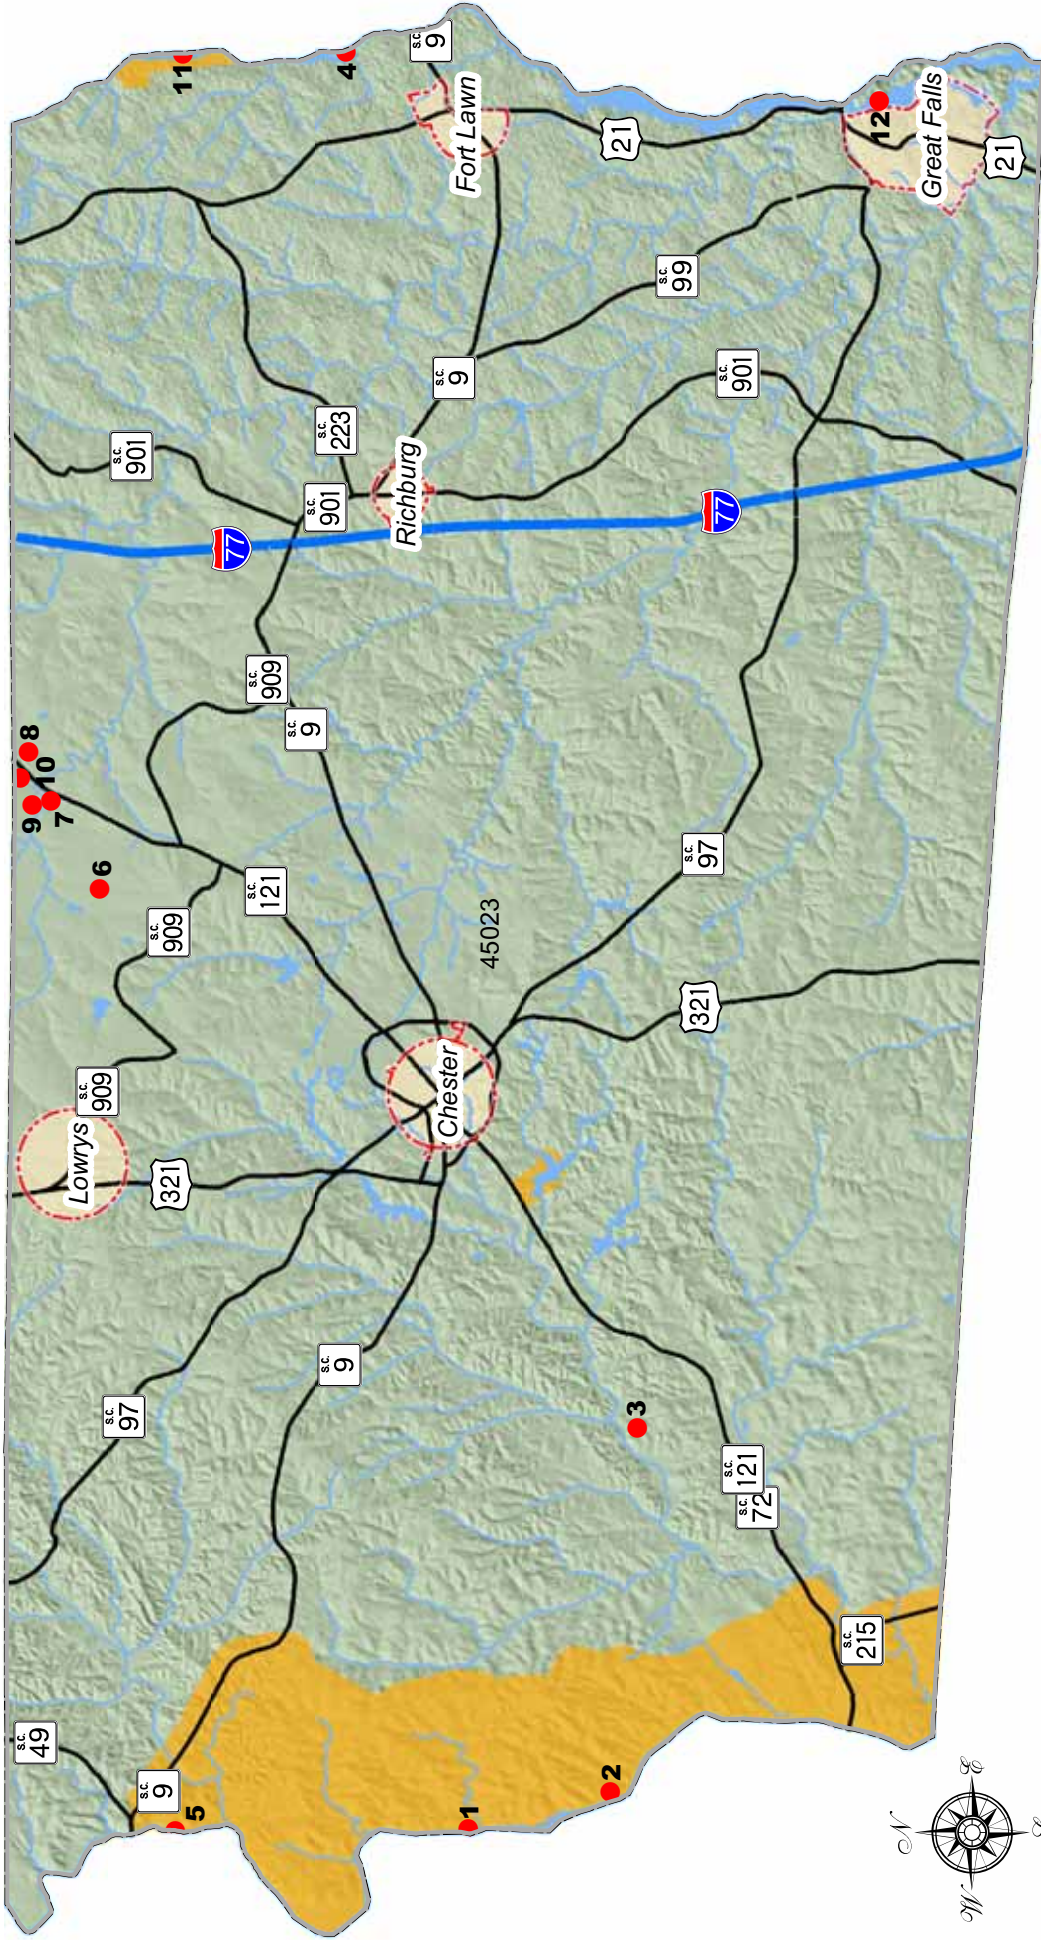 S.C.
49
9
8
10
7
Lowrys
S.C.
909
6
S.C.
97
S.C.
901
S.C.
9
321
S.C.
909
11
5
77
S.C.
121
S.C.
909
S.C.
9
S.C.
901
S.C.
223
S.C.
9
4
Richburg
S.C.
9
Chester
S.C.
9
Fort Lawn
1
45023
2
21
3
S.C.
99
321
S.C.
97
77
S.C.
901
S.C.
121
S.C.
72
S.C.
215
12
Great Falls
21
N
W
E